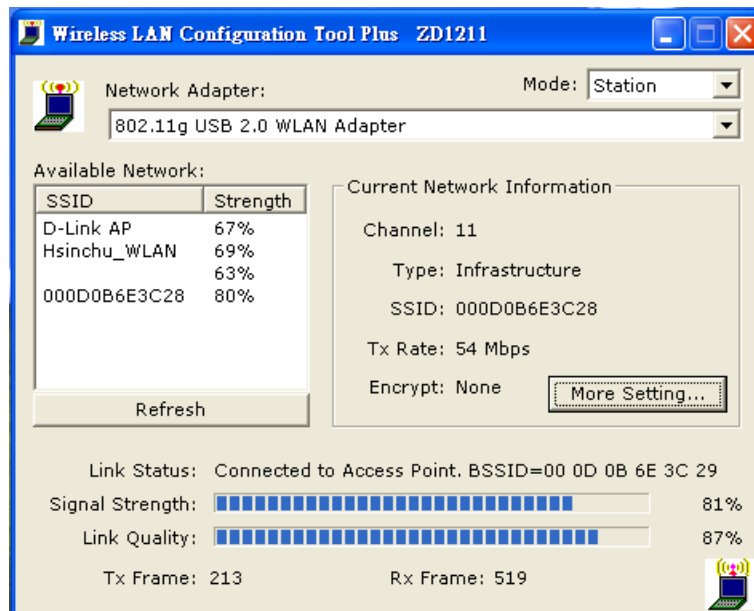 Wireless LAN Configuration Tool Plus ZD1211
Mode: Station
Network Adapter:
802.11g USB 2.0 WLAN Adapter
Available Network:
SSID Strength
D-Link AP 67%
Hsinchu_WLAN 69%
63%
000D0B6E3C28 80%
Refresh
Current Network Information
Channel: 11
Type: Infrastructure
SSID: 000D0B6E3C28
Tx Rate: 54 Mbps
Encrypt: None
More Setting...
Link Status: Connected to Access Point. BSSID=00 0D 0B 6E 3C 29
Signal Strength: 81%
Link Quality: 87%
Tx Frame: 213 Rx Frame: 519